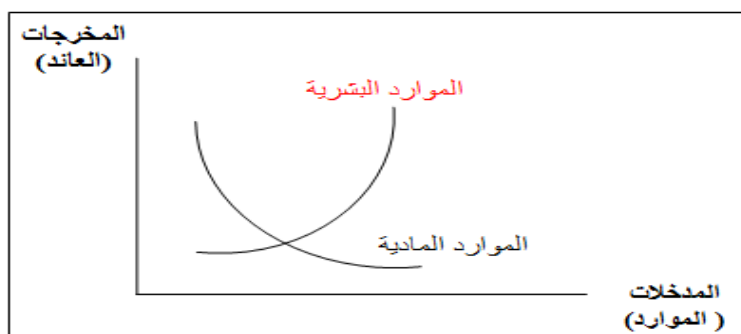 المخرجات
(العائد)
الموارد البشرية
الموارد المادية
المدخلات
( الموارد)